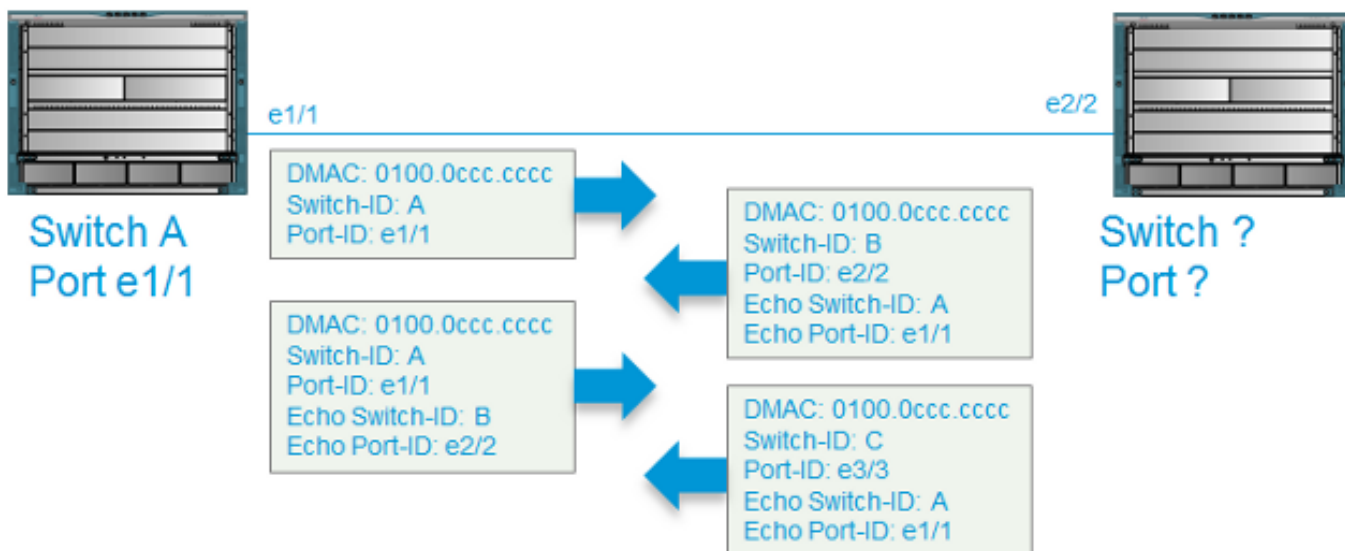 e1/1
e2/2
DMAC: 0100.0ccc.cccc
Switch-ID: A
Port-ID: e1/1
DMAC: 0100.0ccc.cccc
Switch-ID: B
Port-ID: e2/2
Echo Switch-ID: A
Echo Port-ID: e1/1
Switch A
Port e1/1
Switch ?
Port ?
DMAC: 0100.0ccc.cccc
Switch-ID: A
Port-ID: e1/1
Echo Switch-ID: B
Echo Port-ID: e2/2
DMAC: 0100.0ccc.cccc
Switch-ID: C
Port-ID: e3/3
Echo Switch-ID: A
Echo Port-ID: e1/1